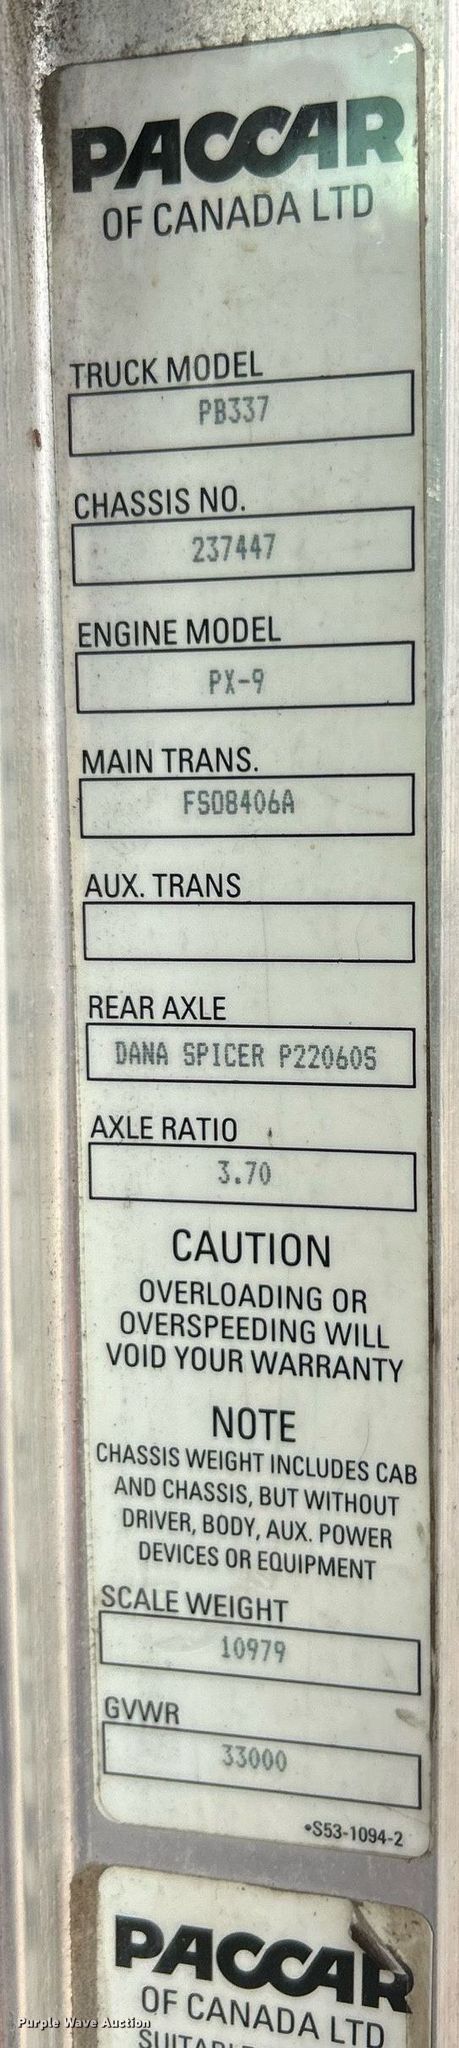 PACCAR
OF CANADA LTD
TRUCK MODEL
PB337
CHASSIS NO.
237447
ENGINE MODEL
PX-9
MAIN TRANS.
FSO8406A
AUX. TRANS
REAR AXLE
DANA SPICER P22060S
AXLE RATIO
3.70
CAUTION
OVERLOADING OR
OVERSPEEDING WILL
VOID YOUR WARRANTY
NOTE
CHASSIS WEIGHT INCLUDES CAB
AND CHASSIS, BUT WITHOUT
DRIVER, BODY, AUX. POWER
DEVICES OR EQUIPMENT
SCALE WEIGHT
10979
GVWR
33000
•S53-1094-2
PACCAR
OF CANADA LTD
Purple Wave Auction